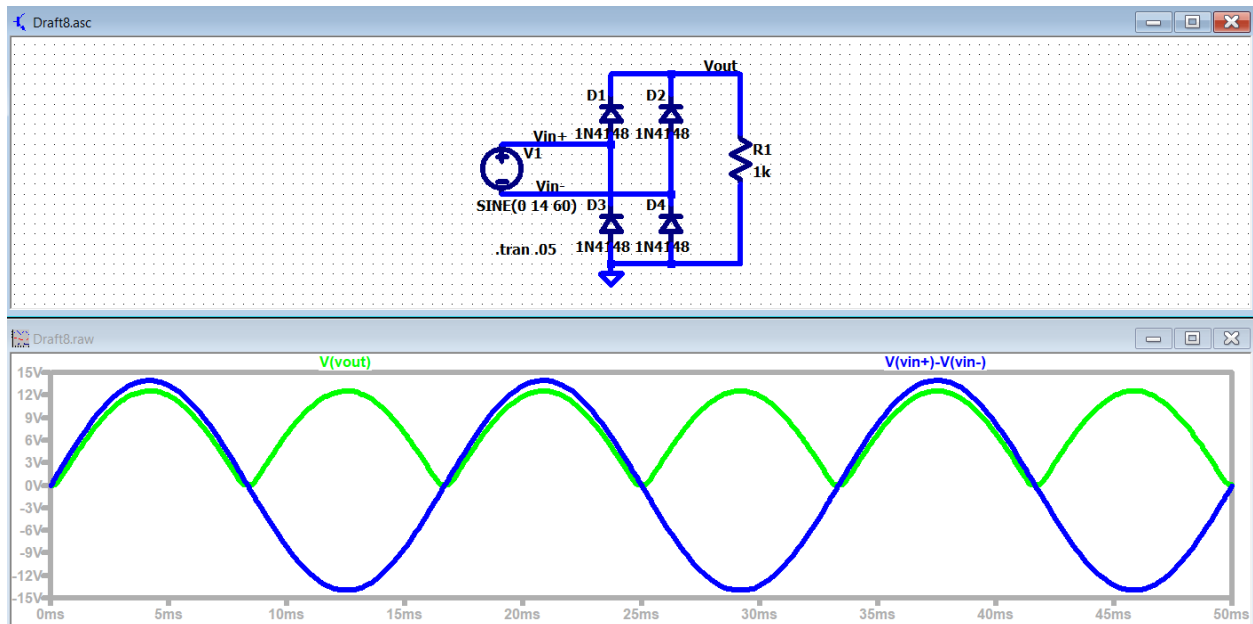 Draft8.asc
Vout
D1 D2
1N4148 1N4148
Vin+
V1
R1
1k
Vin-
SINE(0 14 60)
D3 D4
1N4148 1N4148
.tran .05
Draft8.raw
V(vout) V(vin+)-V(vin-)
15V
12V
9V
6V
3V
0V
-3V
-6V
-9V
-12V
-15V
0ms 5ms 10ms 15ms 20ms 25ms 30ms 35ms 40ms 45ms 50ms